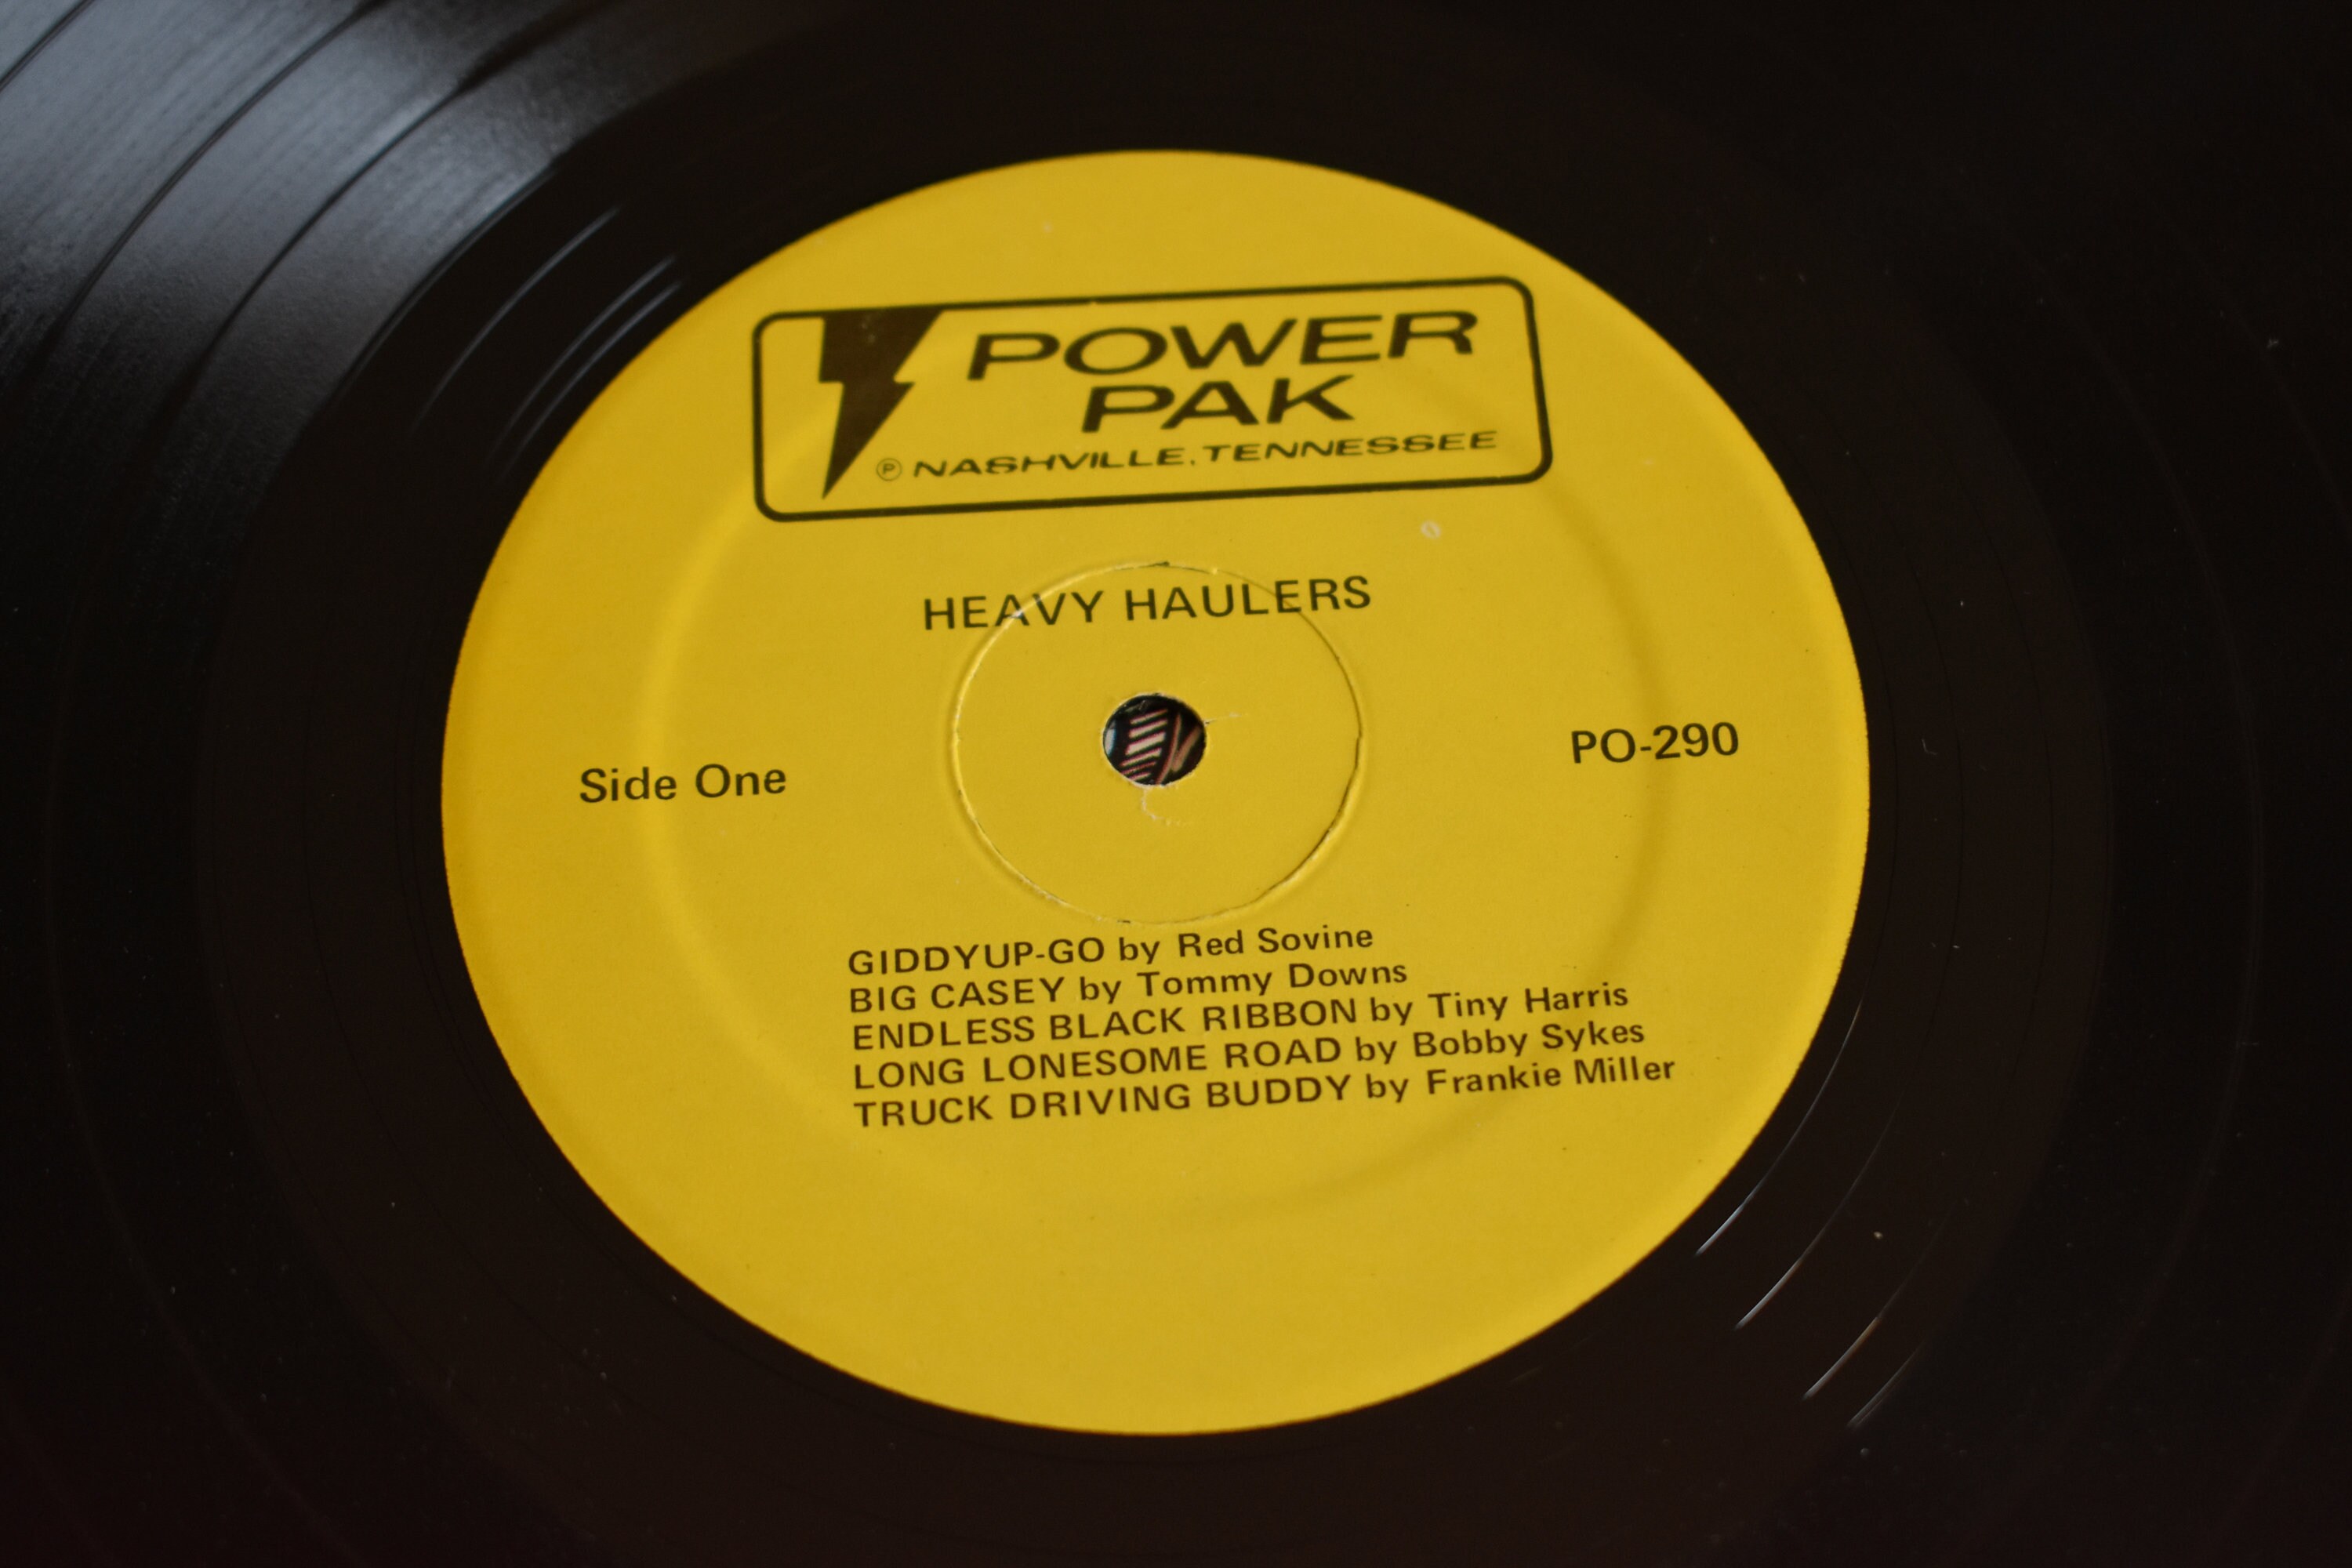 POWER
PAK
℗ NASHVILLE, TENNESSEE
HEAVY HAULERS
Side One
PO-290
GIDDYUP-GO by Red Sovine
BIG CASEY by Tommy Downs
ENDLESS BLACK RIBBON by Tiny Harris
LONG LONESOME ROAD by Bobby Sykes
TRUCK DRIVING BUDDY by Frankie Miller